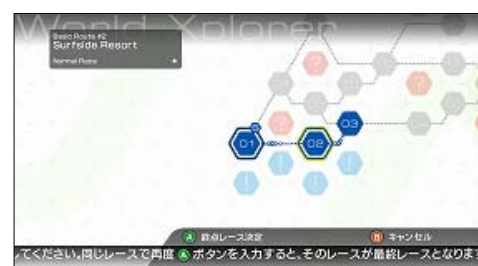 World Xplorer
Basic Route #2
Surfside Resort
Normal Race ★
?
?
03
01
02
?
!
!
!
Ⓐ 終点レース決定 Ⓑ キャンセル
てください。同じレースで再度 Ⓐ ボタンを入力すると、そのレースが最終レースとなりま